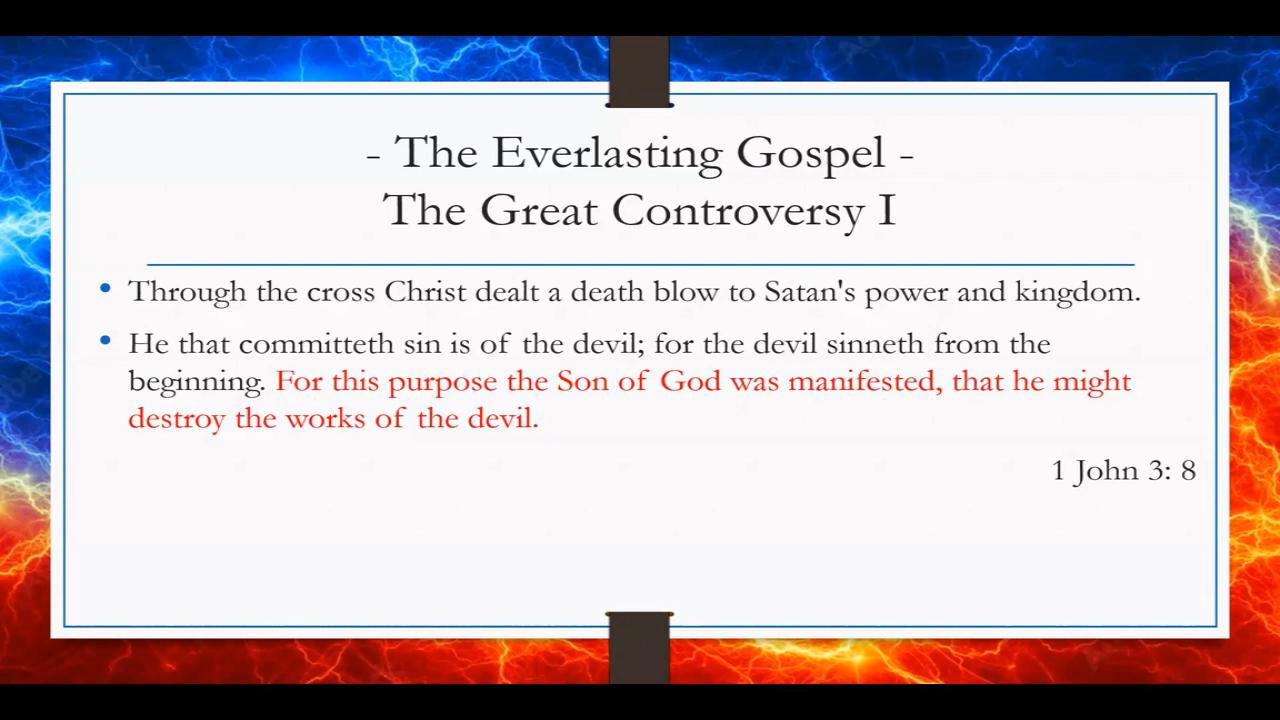 - The Everlasting Gospel -
The Great Controversy I
• Through the cross Christ dealt a death blow to Satan's power and kingdom.
• He that committeth sin is of the devil; for the devil sinneth from the
beginning. For this purpose the Son of God was manifested, that he might
destroy the works of the devil.
1 John 3: 8